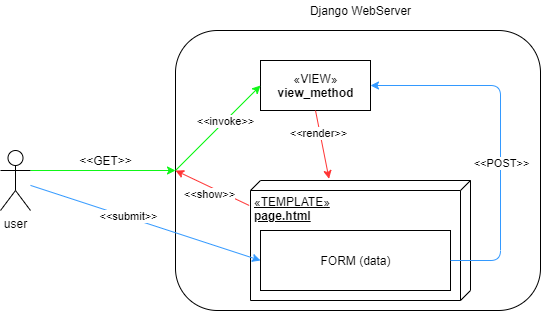 Django WebServer
«VIEW»
view_method
<<invoke>>
<<render>>
<<GET>>
<<POST>>
<<show>>
«TEMPLATE»
page.html
<<submit>>
user
FORM (data)